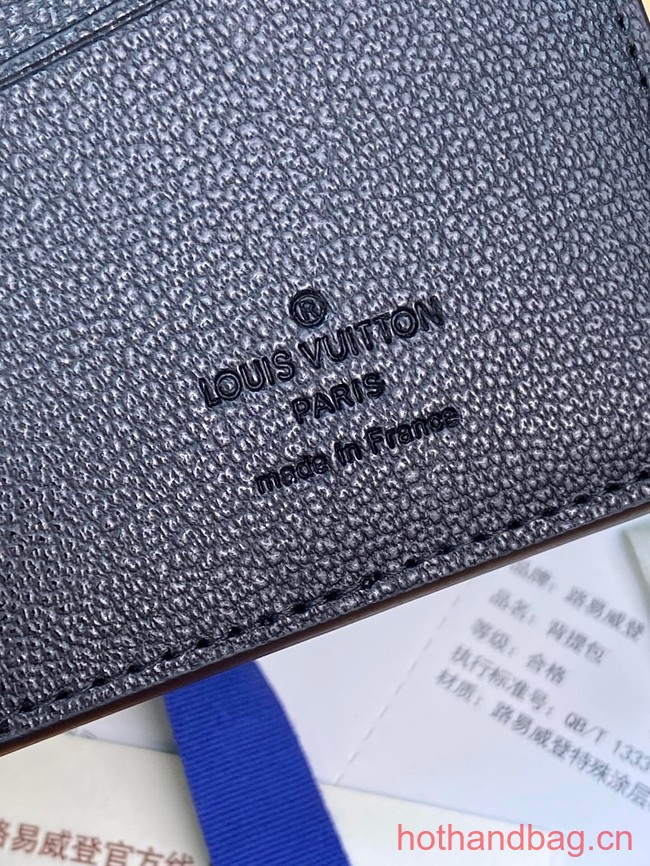 ®
LOUIS VUITTON
PARIS
made in France
品牌：路易威登
品名：背提包
等级：合格
执行标准号：QB/T 1333
材质：路易威登特殊涂层
路易威登官方线
hothandbag.cn